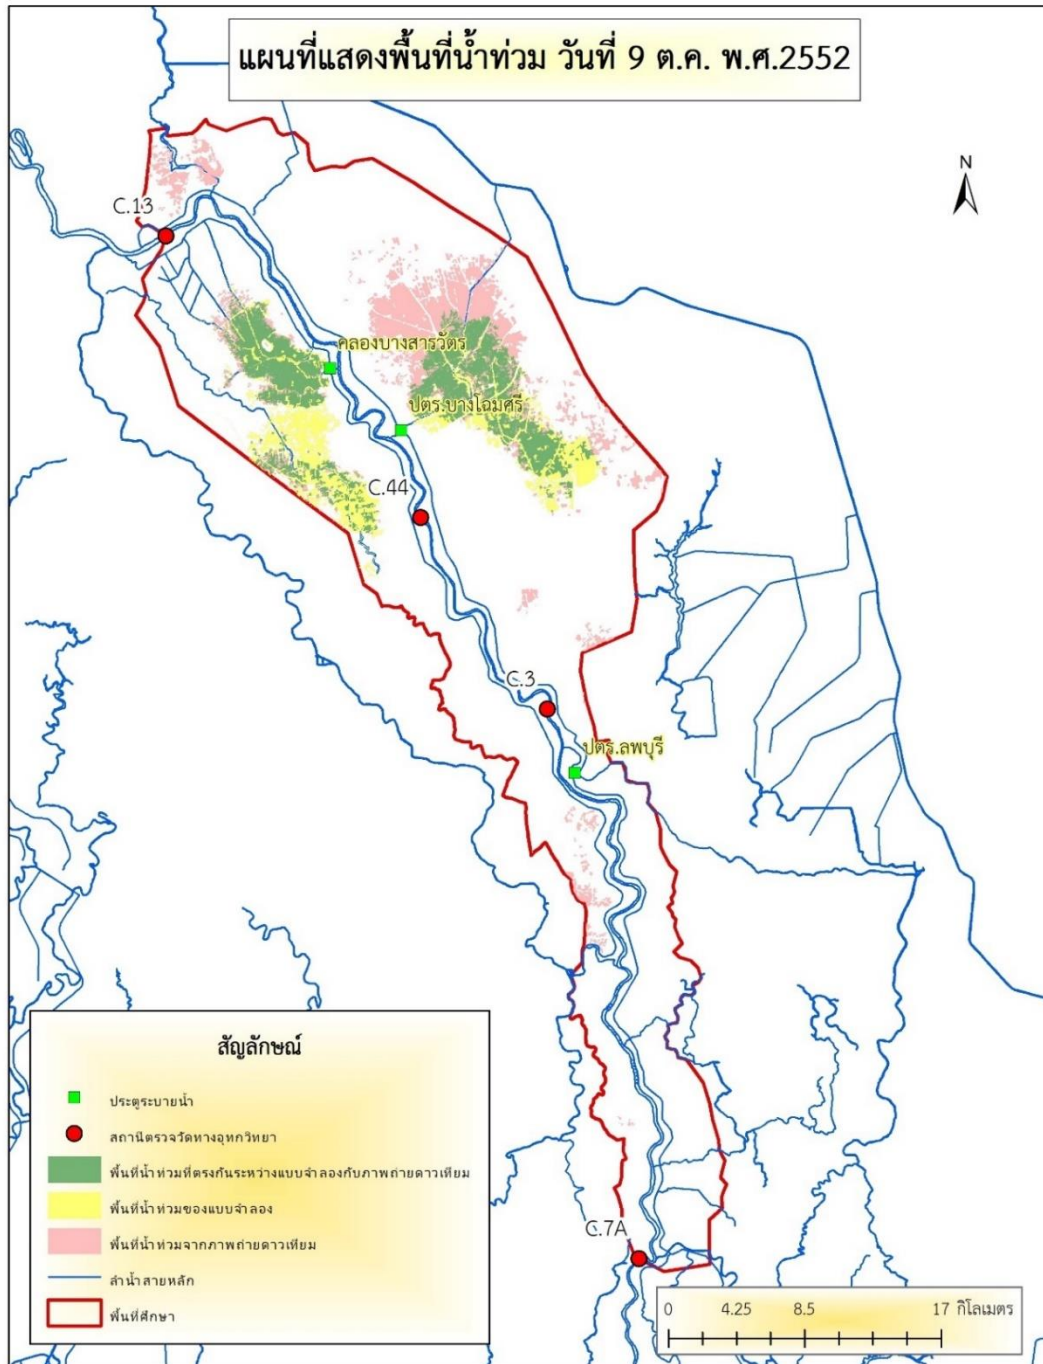 แผนที่แสดงพื้นที่น้ำท่วม วันที่ 9 ต.ค. พ.ศ.2552
N
C.13
คลองบางสารวัตร
ปตร.บางโฉมศรี
C.44
C.3
ปตร.ลพบุรี
C.7A
สัญลักษณ์
ประตูระบายน้ำ
สถานีตรวจวัดทางอุทกวิทยา
พื้นที่น้ำท่วมที่ตรงกันระหว่างแบบจำลองกับภาพถ่ายดาวเทียม
พื้นที่น้ำท่วมของแบบจำลอง
พื้นที่น้ำท่วมจากภาพถ่ายดาวเทียม
ลำน้ำสายหลัก
พื้นที่ศึกษา
0 4.25 8.5 17 กิโลเมตร